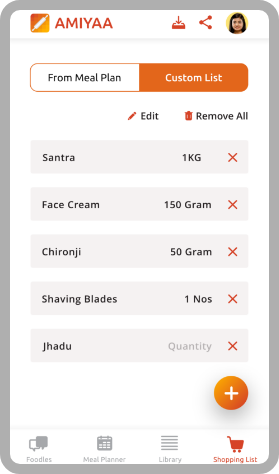 AMIYAA
From Meal Plan Custom List
Edit Remove All
Santra 1KG
Face Cream 150 Gram
Chironji 50 Gram
Shaving Blades 1 Nos
Jhadu Quantity
Foodles Meal Planner Library Shopping List